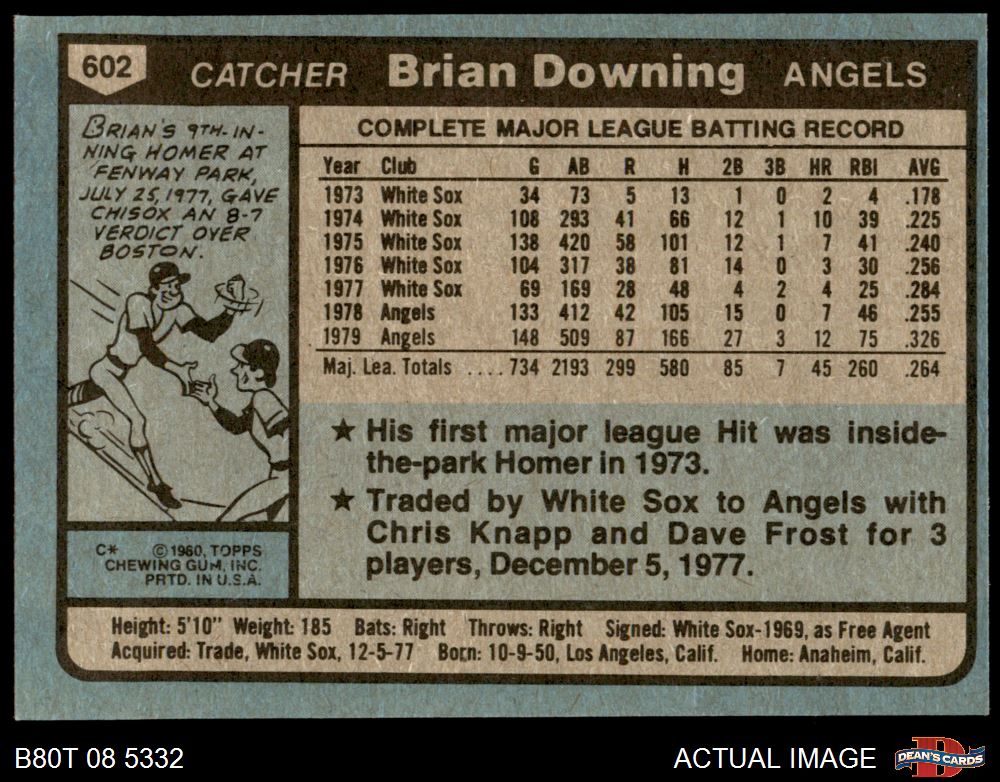 602
CATCHER Brian Downing ANGELS
BRIAN'S 9TH-IN-
NING HOMER AT
FENWAY PARK,
JULY 25, 1977, GAVE
CHISOX AN 8-7
VERDICT OVER
BOSTON.
COMPLETE MAJOR LEAGUE BATTING RECORD
Year Club G AB R H 2B 3B HR RBI AVG
1973 White Sox 34 73 5 13 1 0 2 4 .178
1974 White Sox 108 293 41 66 12 1 10 39 .225
1975 White Sox 138 420 58 101 12 1 7 41 .240
1976 White Sox 104 317 38 81 14 0 3 30 .256
1977 White Sox 69 169 28 48 4 2 4 25 .284
1978 Angels 133 412 42 105 15 0 7 46 .255
1979 Angels 148 509 87 166 27 3 12 75 .326
Maj. Lea. Totals ....734 2193 299 580 85 7 45 260 .264
★ His first major league Hit was inside-
the-park Homer in 1973.
★ Traded by White Sox to Angels with
Chris Knapp and Dave Frost for 3
players, December 5, 1977.
C* © 1980, TOPPS
CHEWING GUM, INC.
PRTD. IN U.S.A.
Height: 5'10" Weight: 185 Bats: Right Throws: Right Signed: White Sox-1969, as Free Agent
Acquired: Trade, White Sox, 12-5-77 Born: 10-9-50, Los Angeles, Calif. Home: Anaheim, Calif.
B80T 08 5332 ACTUAL IMAGE D DEAN'S CARDS